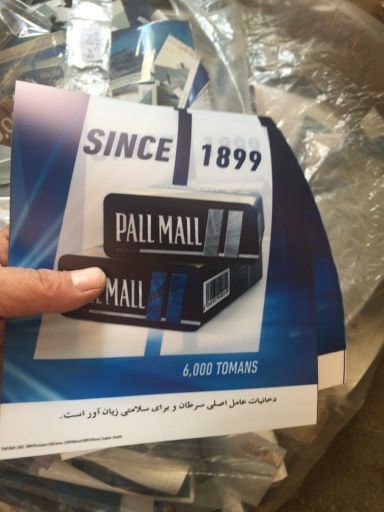 SINCE 1899
PALL MALL
MALL
6,000 TOMANS
دخانیات عامل اصلی سرطان و برای سلامتی زیان آور است.